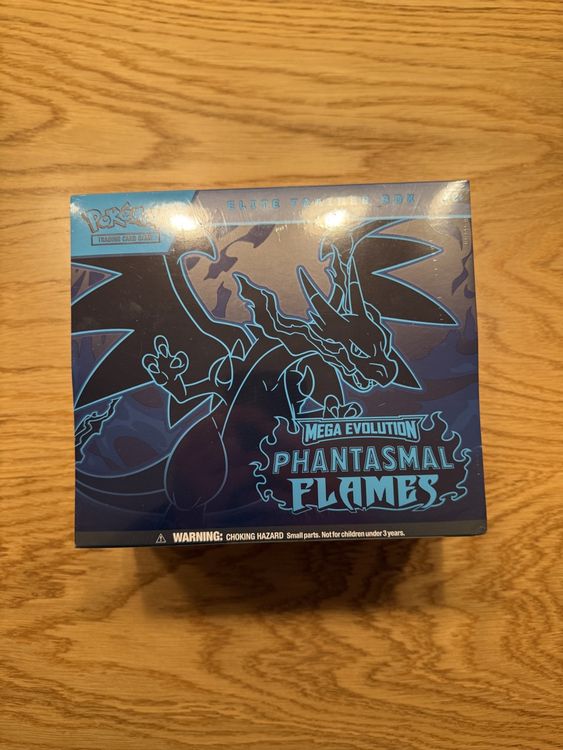 POKÉMON
TRADING CARD GAME
ELITE TRAINER BOX
MEGA EVOLUTION
PHANTASMAL
FLAMES
WARNING: CHOKING HAZARD Small parts. Not for children under 3 years.